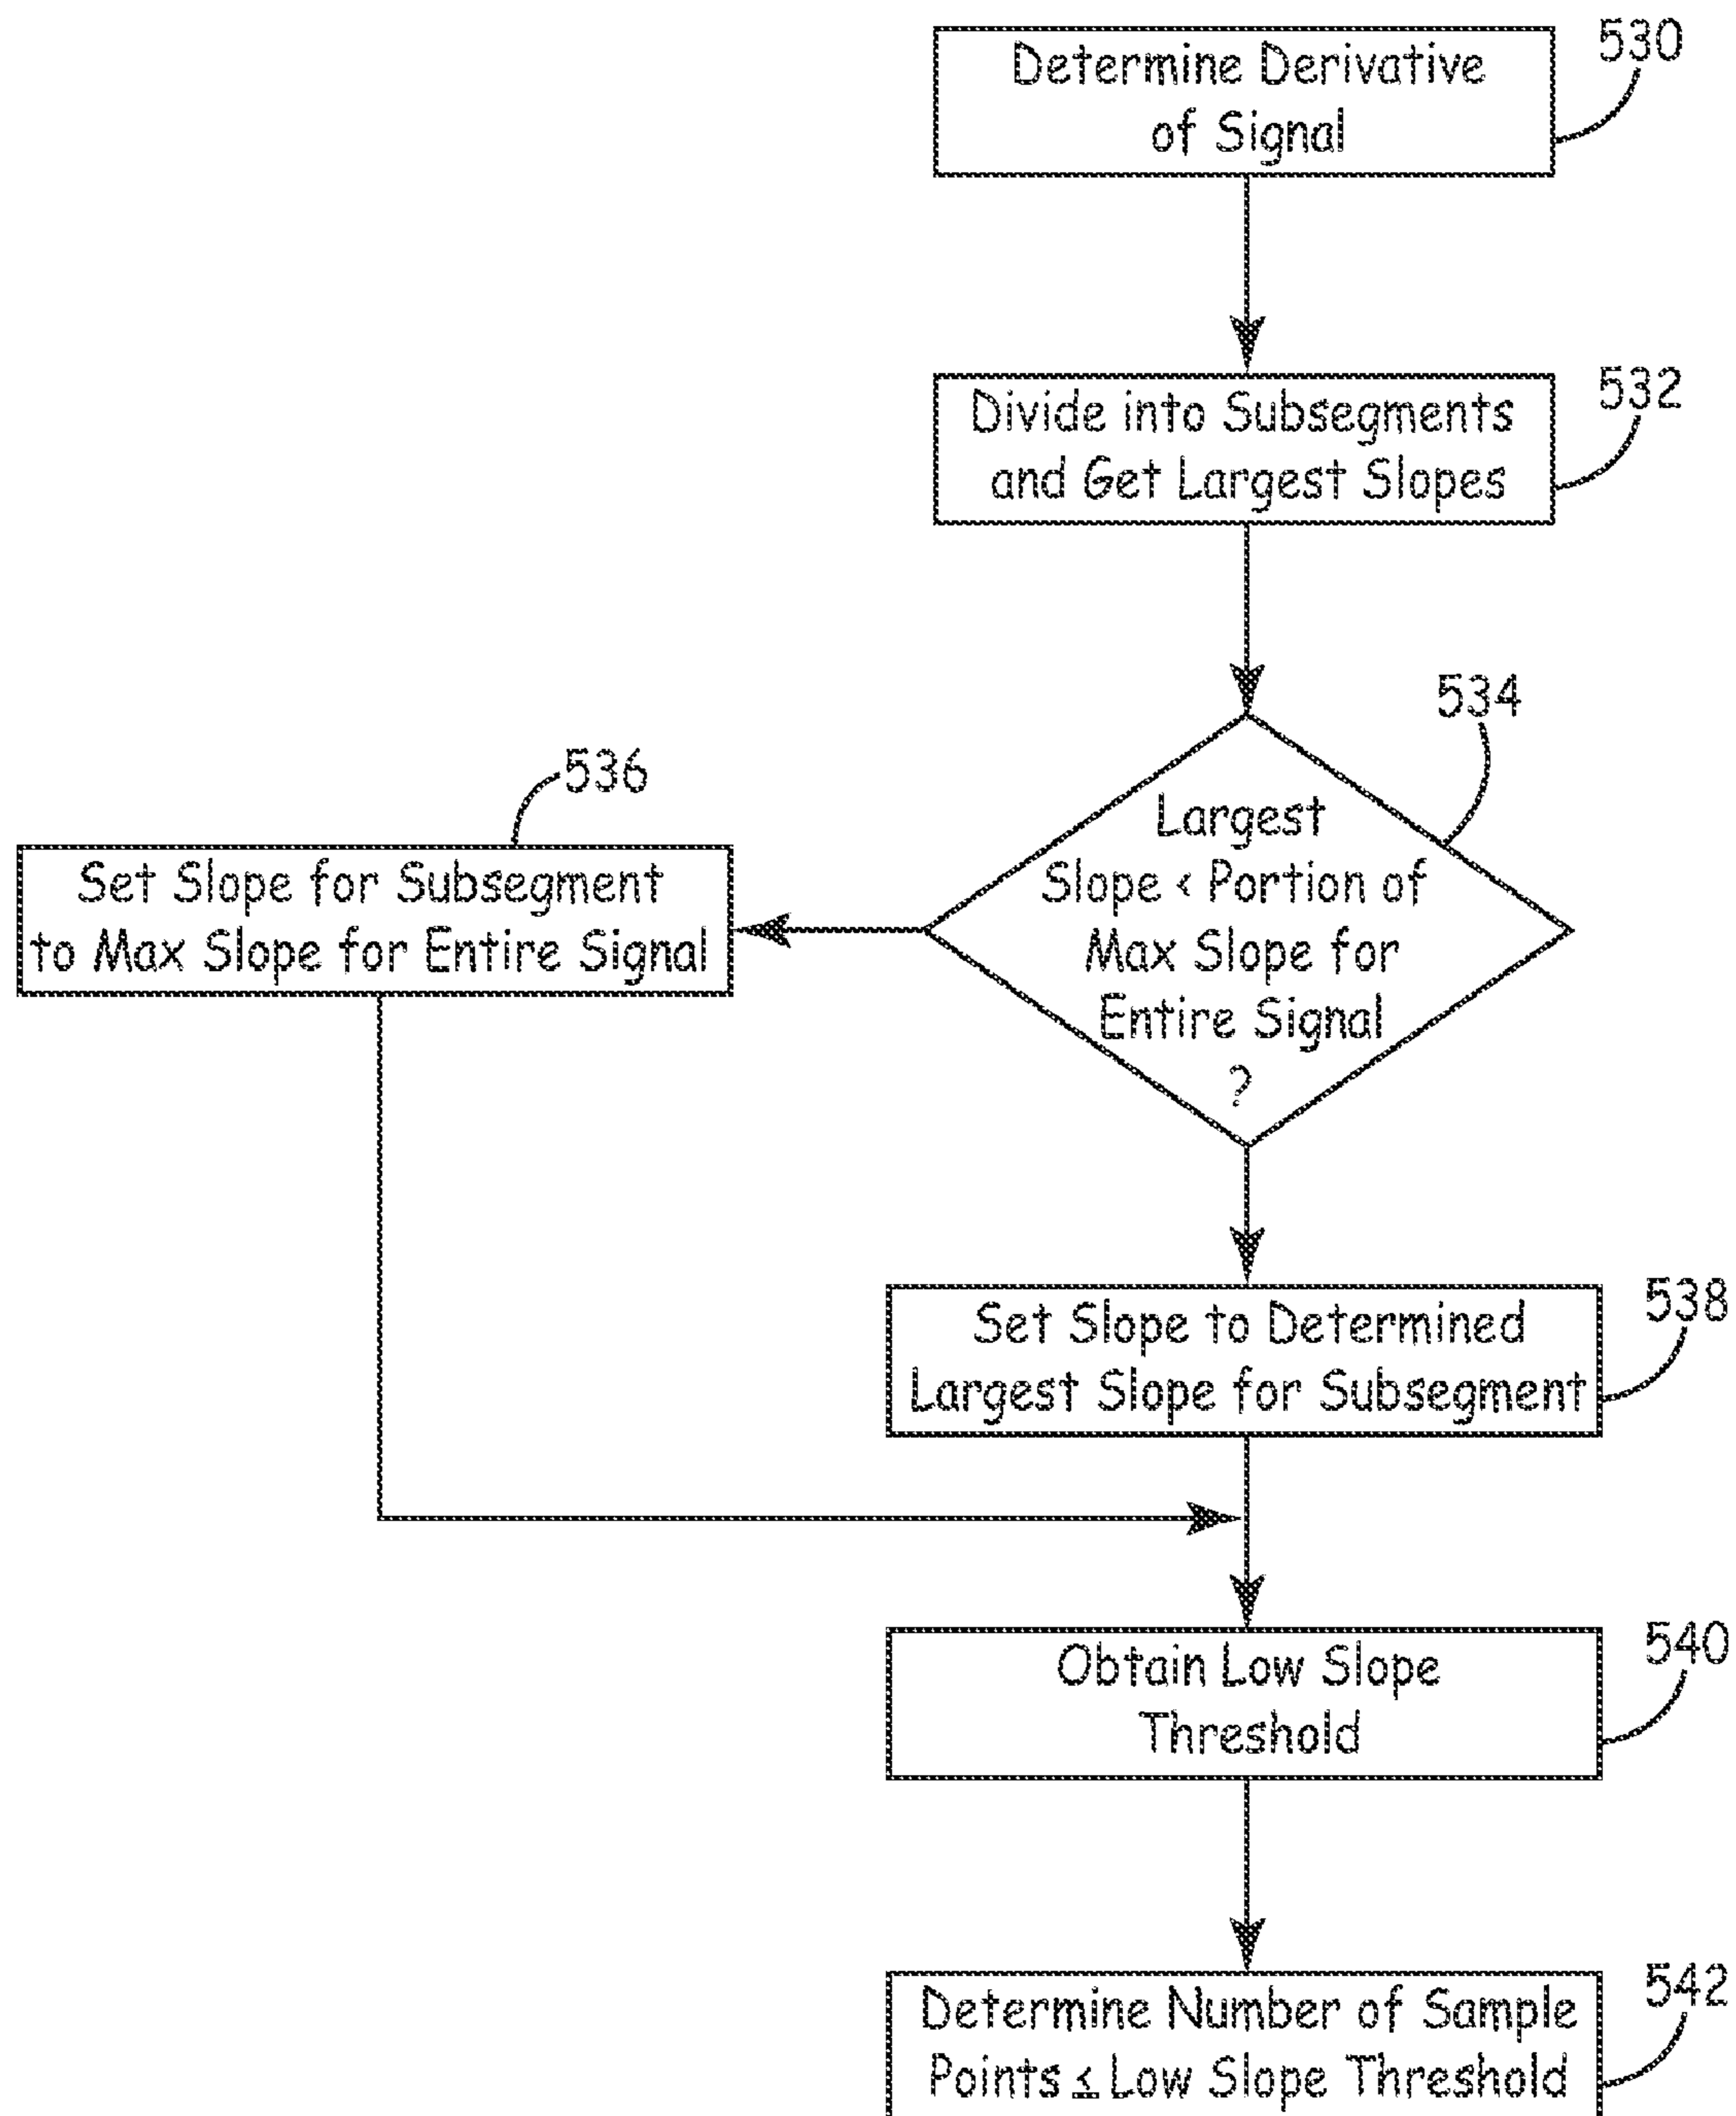 Determine Derivative
of Signal
530
Divide into Subsegments
and Get Largest Slopes
532
534
Largest
Slope < Portion of
Max Slope for
Entire Signal
?
536
Set Slope for Subsegment
to Max Slope for Entire Signal
Set Slope to Determined
Largest Slope for Subsegment
538
Obtain Low Slope
Threshold
540
Determine Number of Sample
Points ≤ Low Slope Threshold
542